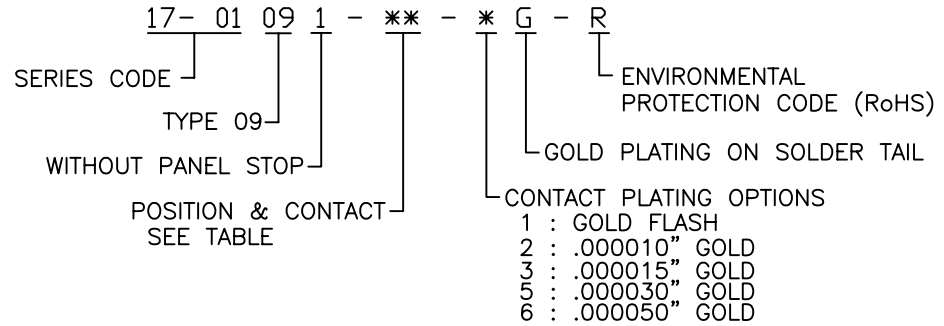 17- 01 09 1 - ** - * G - R
SERIES CODE
ENVIRONMENTAL
PROTECTION CODE (RoHS)
TYPE 09
GOLD PLATING ON SOLDER TAIL
WITHOUT PANEL STOP
CONTACT PLATING OPTIONS
1 : GOLD FLASH
2 : .000010" GOLD
3 : .000015" GOLD
5 : .000030" GOLD
6 : .000050" GOLD
POSITION & CONTACT
SEE TABLE